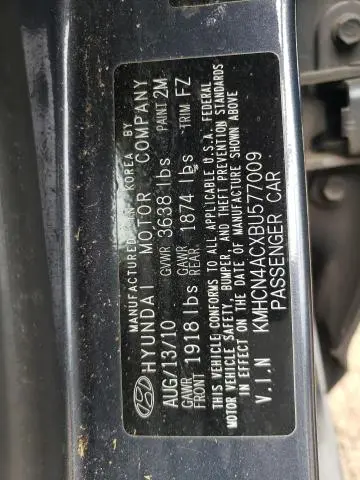 MANUFACTURED IN KOREA BY
HYUNDAI MOTOR COMPANY
AUG/13/10 GVWR 3638 lbs PAINT 2M
GAWR FRONT 1918 lbs GAWR REAR 1874 lbs TRIM FZ
THIS VEHICLE CONFORMS TO ALL APPLICABLE U.S.A. FEDERAL
MOTOR VEHICLE SAFETY, BUMPER, AND THEFT PREVENTION STANDARDS
IN EFFECT ON THE DATE OF MANUFACTURE SHOWN ABOVE
V.I.N KMHCN4ACXBU577009
PASSENGER CAR